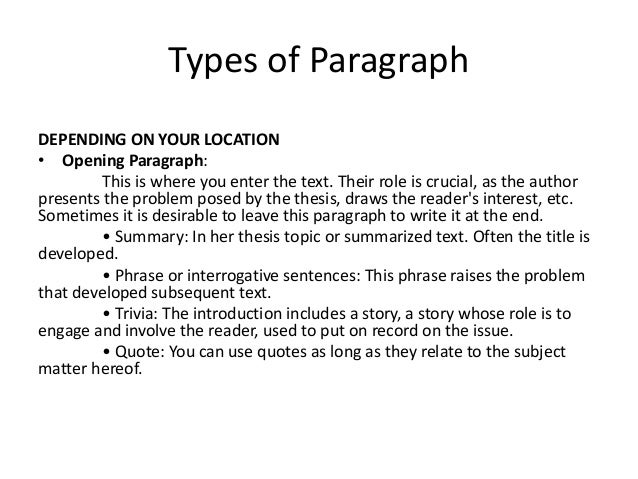 Types of Paragraph
DEPENDING ON YOUR LOCATION
• Opening Paragraph:
This is where you enter the text. Their role is crucial, as the author
presents the problem posed by the thesis, draws the reader's interest, etc.
Sometimes it is desirable to leave this paragraph to write it at the end.
• Summary: In her thesis topic or summarized text. Often the title is
developed.
• Phrase or interrogative sentences: This phrase raises the problem
that developed subsequent text.
• Trivia: The introduction includes a story, a story whose role is to
engage and involve the reader, used to put on record on the issue.
• Quote: You can use quotes as long as they relate to the subject
matter hereof.